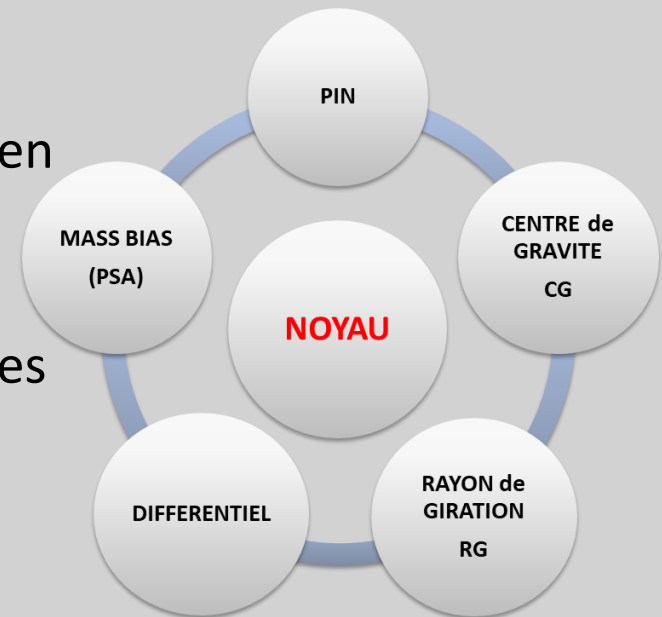 PIN
en
MASS BIAS
(PSA)
CENTRE de
GRAVITE
CG
NOYAU
es
DIFFERENTIEL
RAYON de
GIRATION
RG